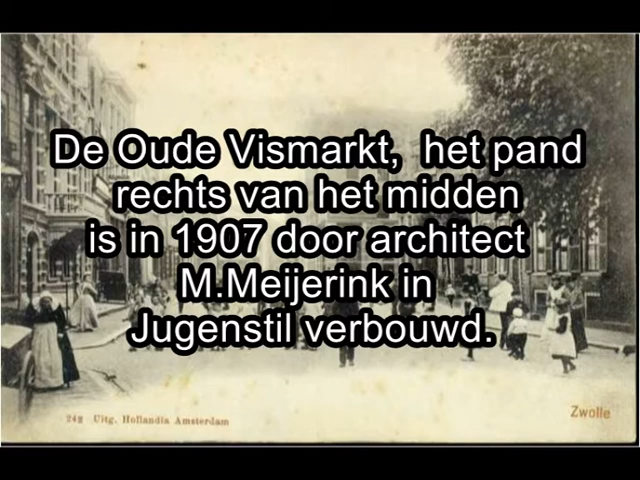 De Oude Vismarkt, het pand
rechts van het midden
is in 1907 door architect
M.Meijerink in
Jugenstil verbouwd.
242 Uitg. Hollandia Amsterdam
Zwolle